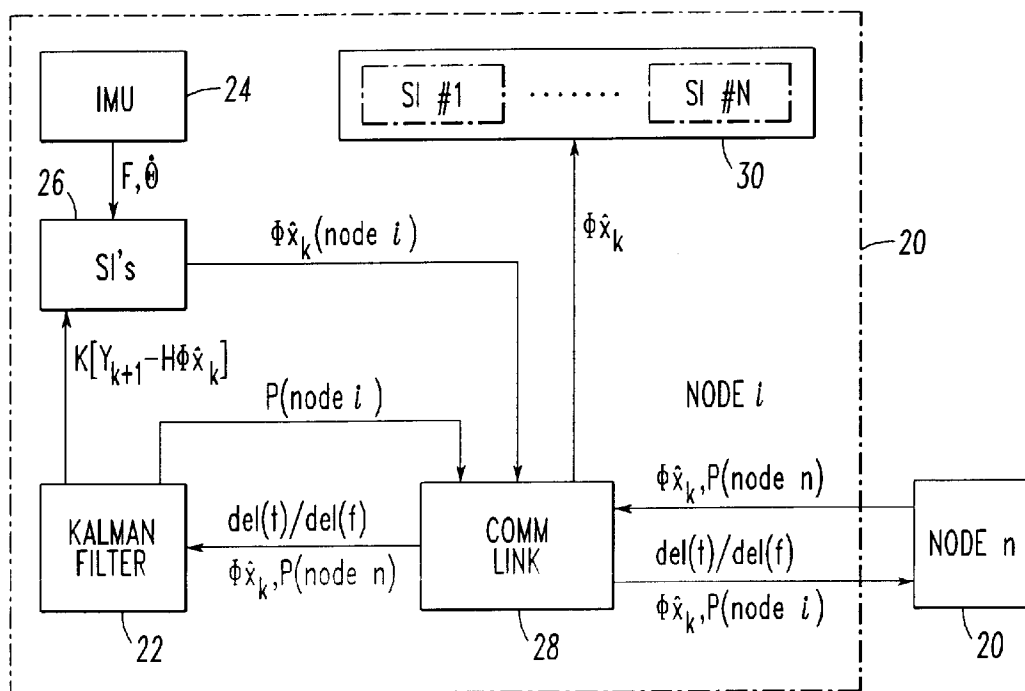 IMU
24
SI #1 ....... SI #N
30
F, Θ̇
26
SI's
Φx̂ₖ(node i)
Φx̂ₖ
20
K[Yₖ₊₁-HΦx̂ₖ]
P(node i)
NODE i
KALMAN
FILTER
22
del(t)/del(f)
Φx̂ₖ,P(node n)
COMM
LINK
28
Φx̂ₖ,P(node n)
del(t)/del(f)
Φx̂ₖ,P(node i)
NODE n
20